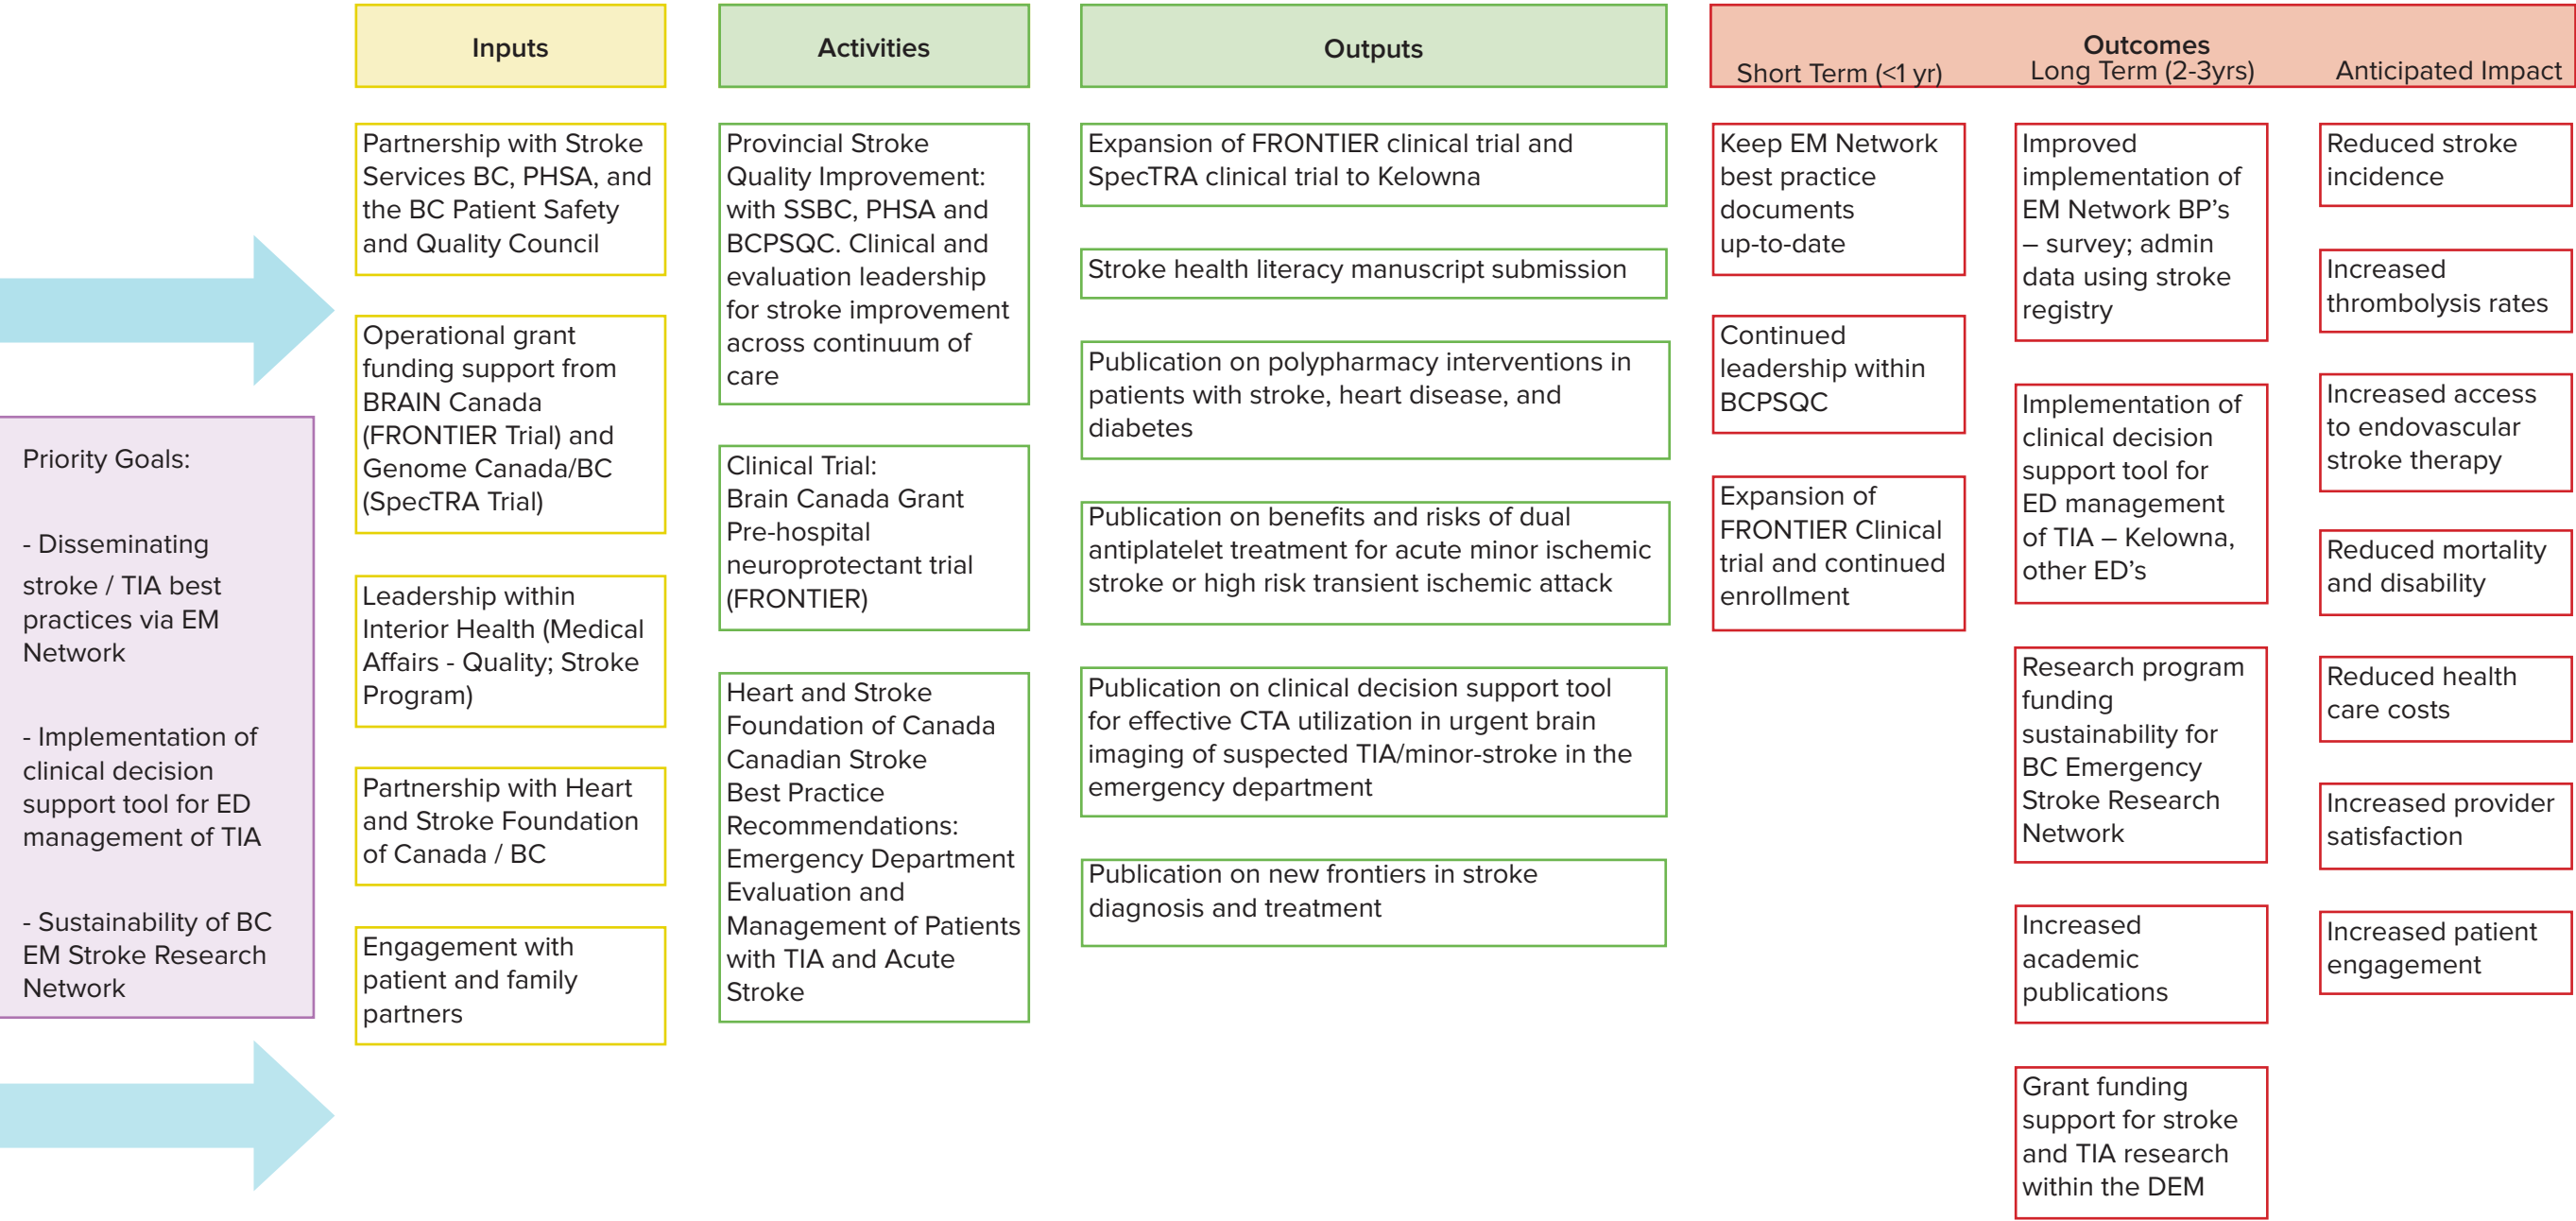 Priority Goals:
- Disseminating
stroke / TIA best
practices via EM
Network
- Implementation of
clinical decision
support tool for ED
management of TIA
- Sustainability of BC
EM Stroke Research
Network
Inputs
Partnership with Stroke
Services BC, PHSA, and
the BC Patient Safety
and Quality Council
Operational grant
funding support from
BRAIN Canada
(FRONTIER Trial) and
Genome Canada/BC
(SpecTRA Trial)
Leadership within
Interior Health (Medical
Affairs - Quality; Stroke
Program)
Partnership with Heart
and Stroke Foundation
of Canada / BC
Engagement with
patient and family
partners
Activities
Provincial Stroke
Quality Improvement:
with SSBC, PHSA and
BCPSQC. Clinical and
evaluation leadership
for stroke improvement
across continuum of
care
Clinical Trial:
Brain Canada Grant
Pre-hospital
neuroprotectant trial
(FRONTIER)
Heart and Stroke
Foundation of Canada
Canadian Stroke
Best Practice
Recommendations:
Emergency Department
Evaluation and
Management of Patients
with TIA and Acute
Stroke
Outputs
Expansion of FRONTIER clinical trial and
SpecTRA clinical trial to Kelowna
Stroke health literacy manuscript submission
Publication on polypharmacy interventions in
patients with stroke, heart disease, and
diabetes
Publication on benefits and risks of dual
antiplatelet treatment for acute minor ischemic
stroke or high risk transient ischemic attack
Publication on clinical decision support tool
for effective CTA utilization in urgent brain
imaging of suspected TIA/minor-stroke in the
emergency department
Publication on new frontiers in stroke
diagnosis and treatment
Outcomes
Short Term (<1 yr)
Keep EM Network
best practice
documents
up-to-date
Continued
leadership within
BCPSQC
Expansion of
FRONTIER Clinical
trial and continued
enrollment
Long Term (2-3yrs)
Improved
implementation of
EM Network BP's
– survey; admin
data using stroke
registry
Implementation of
clinical decision
support tool for
ED management
of TIA – Kelowna,
other ED's
Research program
funding
sustainability for
BC Emergency
Stroke Research
Network
Increased
academic
publications
Grant funding
support for stroke
and TIA research
within the DEM
Anticipated Impact
Reduced stroke
incidence
Increased
thrombolysis rates
Increased access
to endovascular
stroke therapy
Reduced mortality
and disability
Reduced health
care costs
Increased provider
satisfaction
Increased patient
engagement